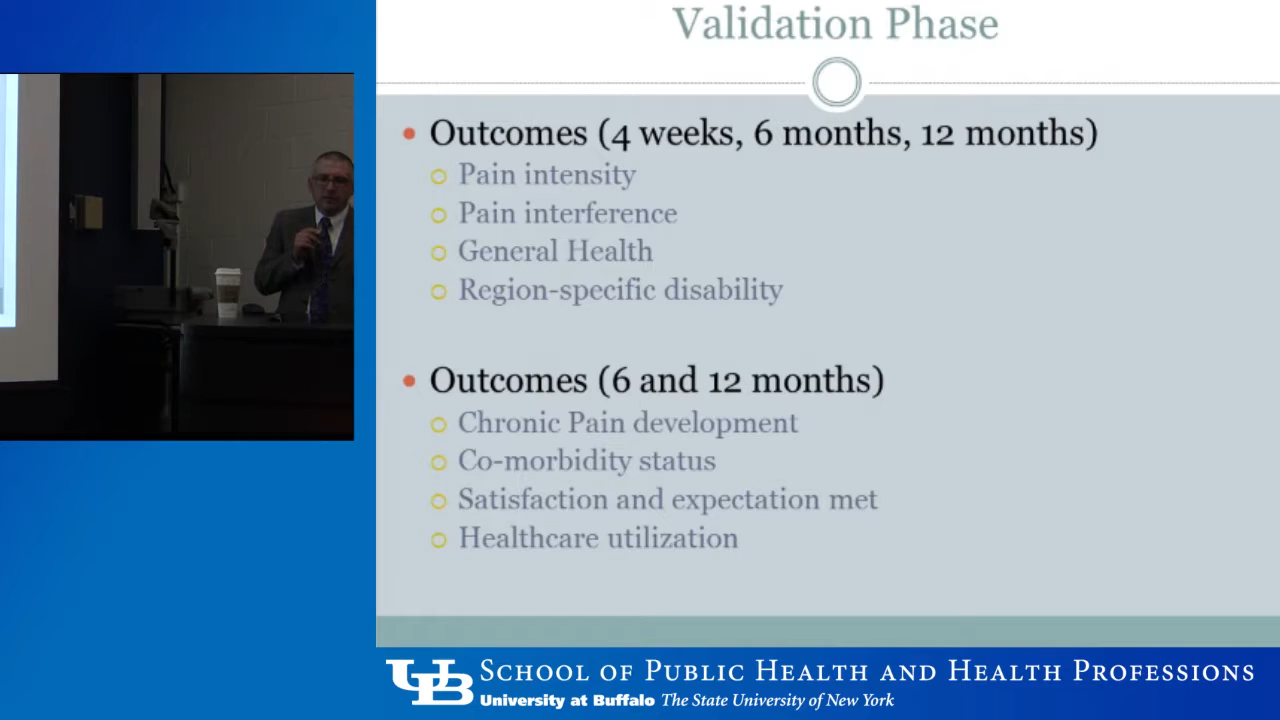 Validation Phase
Outcomes (4 weeks, 6 months, 12 months)
Pain intensity
Pain interference
General Health
Region-specific disability
Outcomes (6 and 12 months)
Chronic Pain development
Co-morbidity status
Satisfaction and expectation met
Healthcare utilization
UB SCHOOL OF PUBLIC HEALTH AND HEALTH PROFESSIONS
University at Buffalo The State University of New York